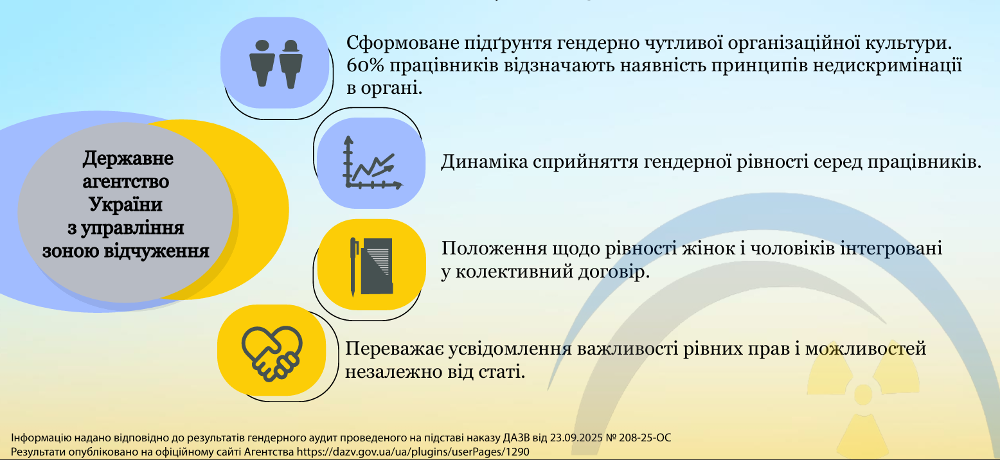 Сформоване підґрунтя гендерно чутливої організаційної культури.
60% працівників відзначають наявність принципів недискримінації
в органі.
Державне
агентство
України
з управління
зоною відчуження
Динаміка сприйняття гендерної рівності серед працівників.
Положення щодо рівності жінок і чоловіків інтегровані
у колективний договір.
Переважає усвідомлення важливості рівних прав і можливостей
незалежно від статі.
Інформацію надано відповідно до результатів гендерного аудит проведеного на підставі наказу ДАЗВ від 23.09.2025 № 208-25-ОС
Результати опубліковано на офіційному сайті Агентства https://dazv.gov.ua/ua/plugins/userPages/1290